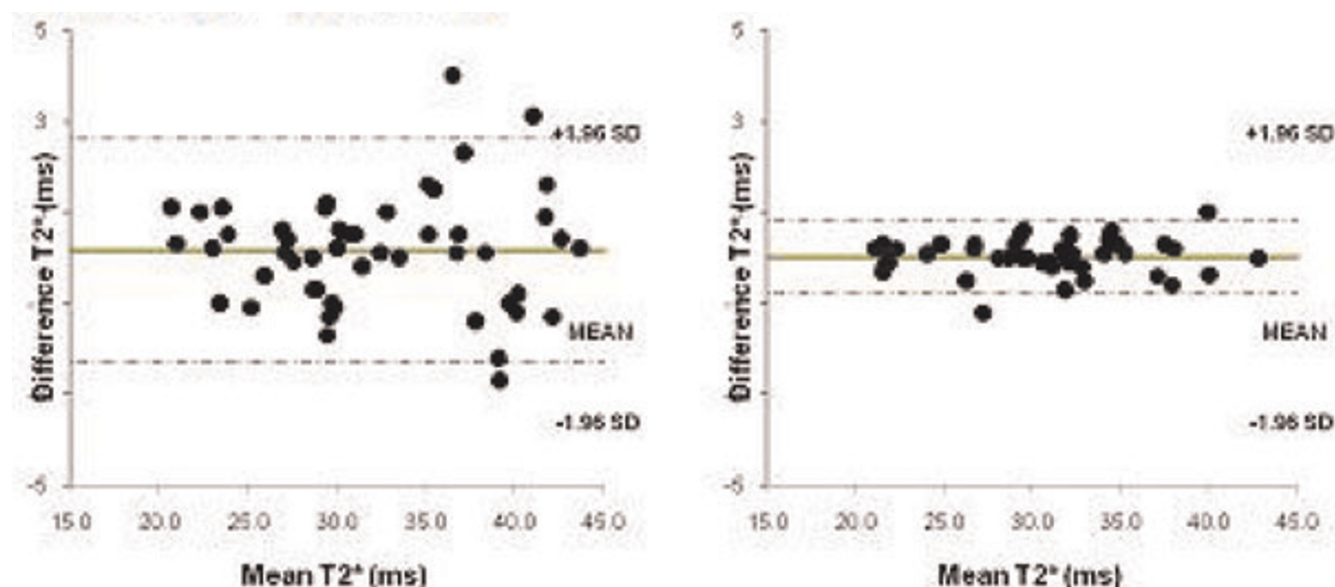 5
3
+1.96 SD
Difference T2* (ms)
MEAN
-1.96 SD
-5
15.0 20.0 25.0 30.0 35.0 40.0 45.0
Mean T2* (ms)
5
3
+1.96 SD
Difference T2* (ms)
MEAN
-1.96 SD
-5
15.0 20.0 25.0 30.0 35.0 40.0 45.0
Mean T2* (ms)